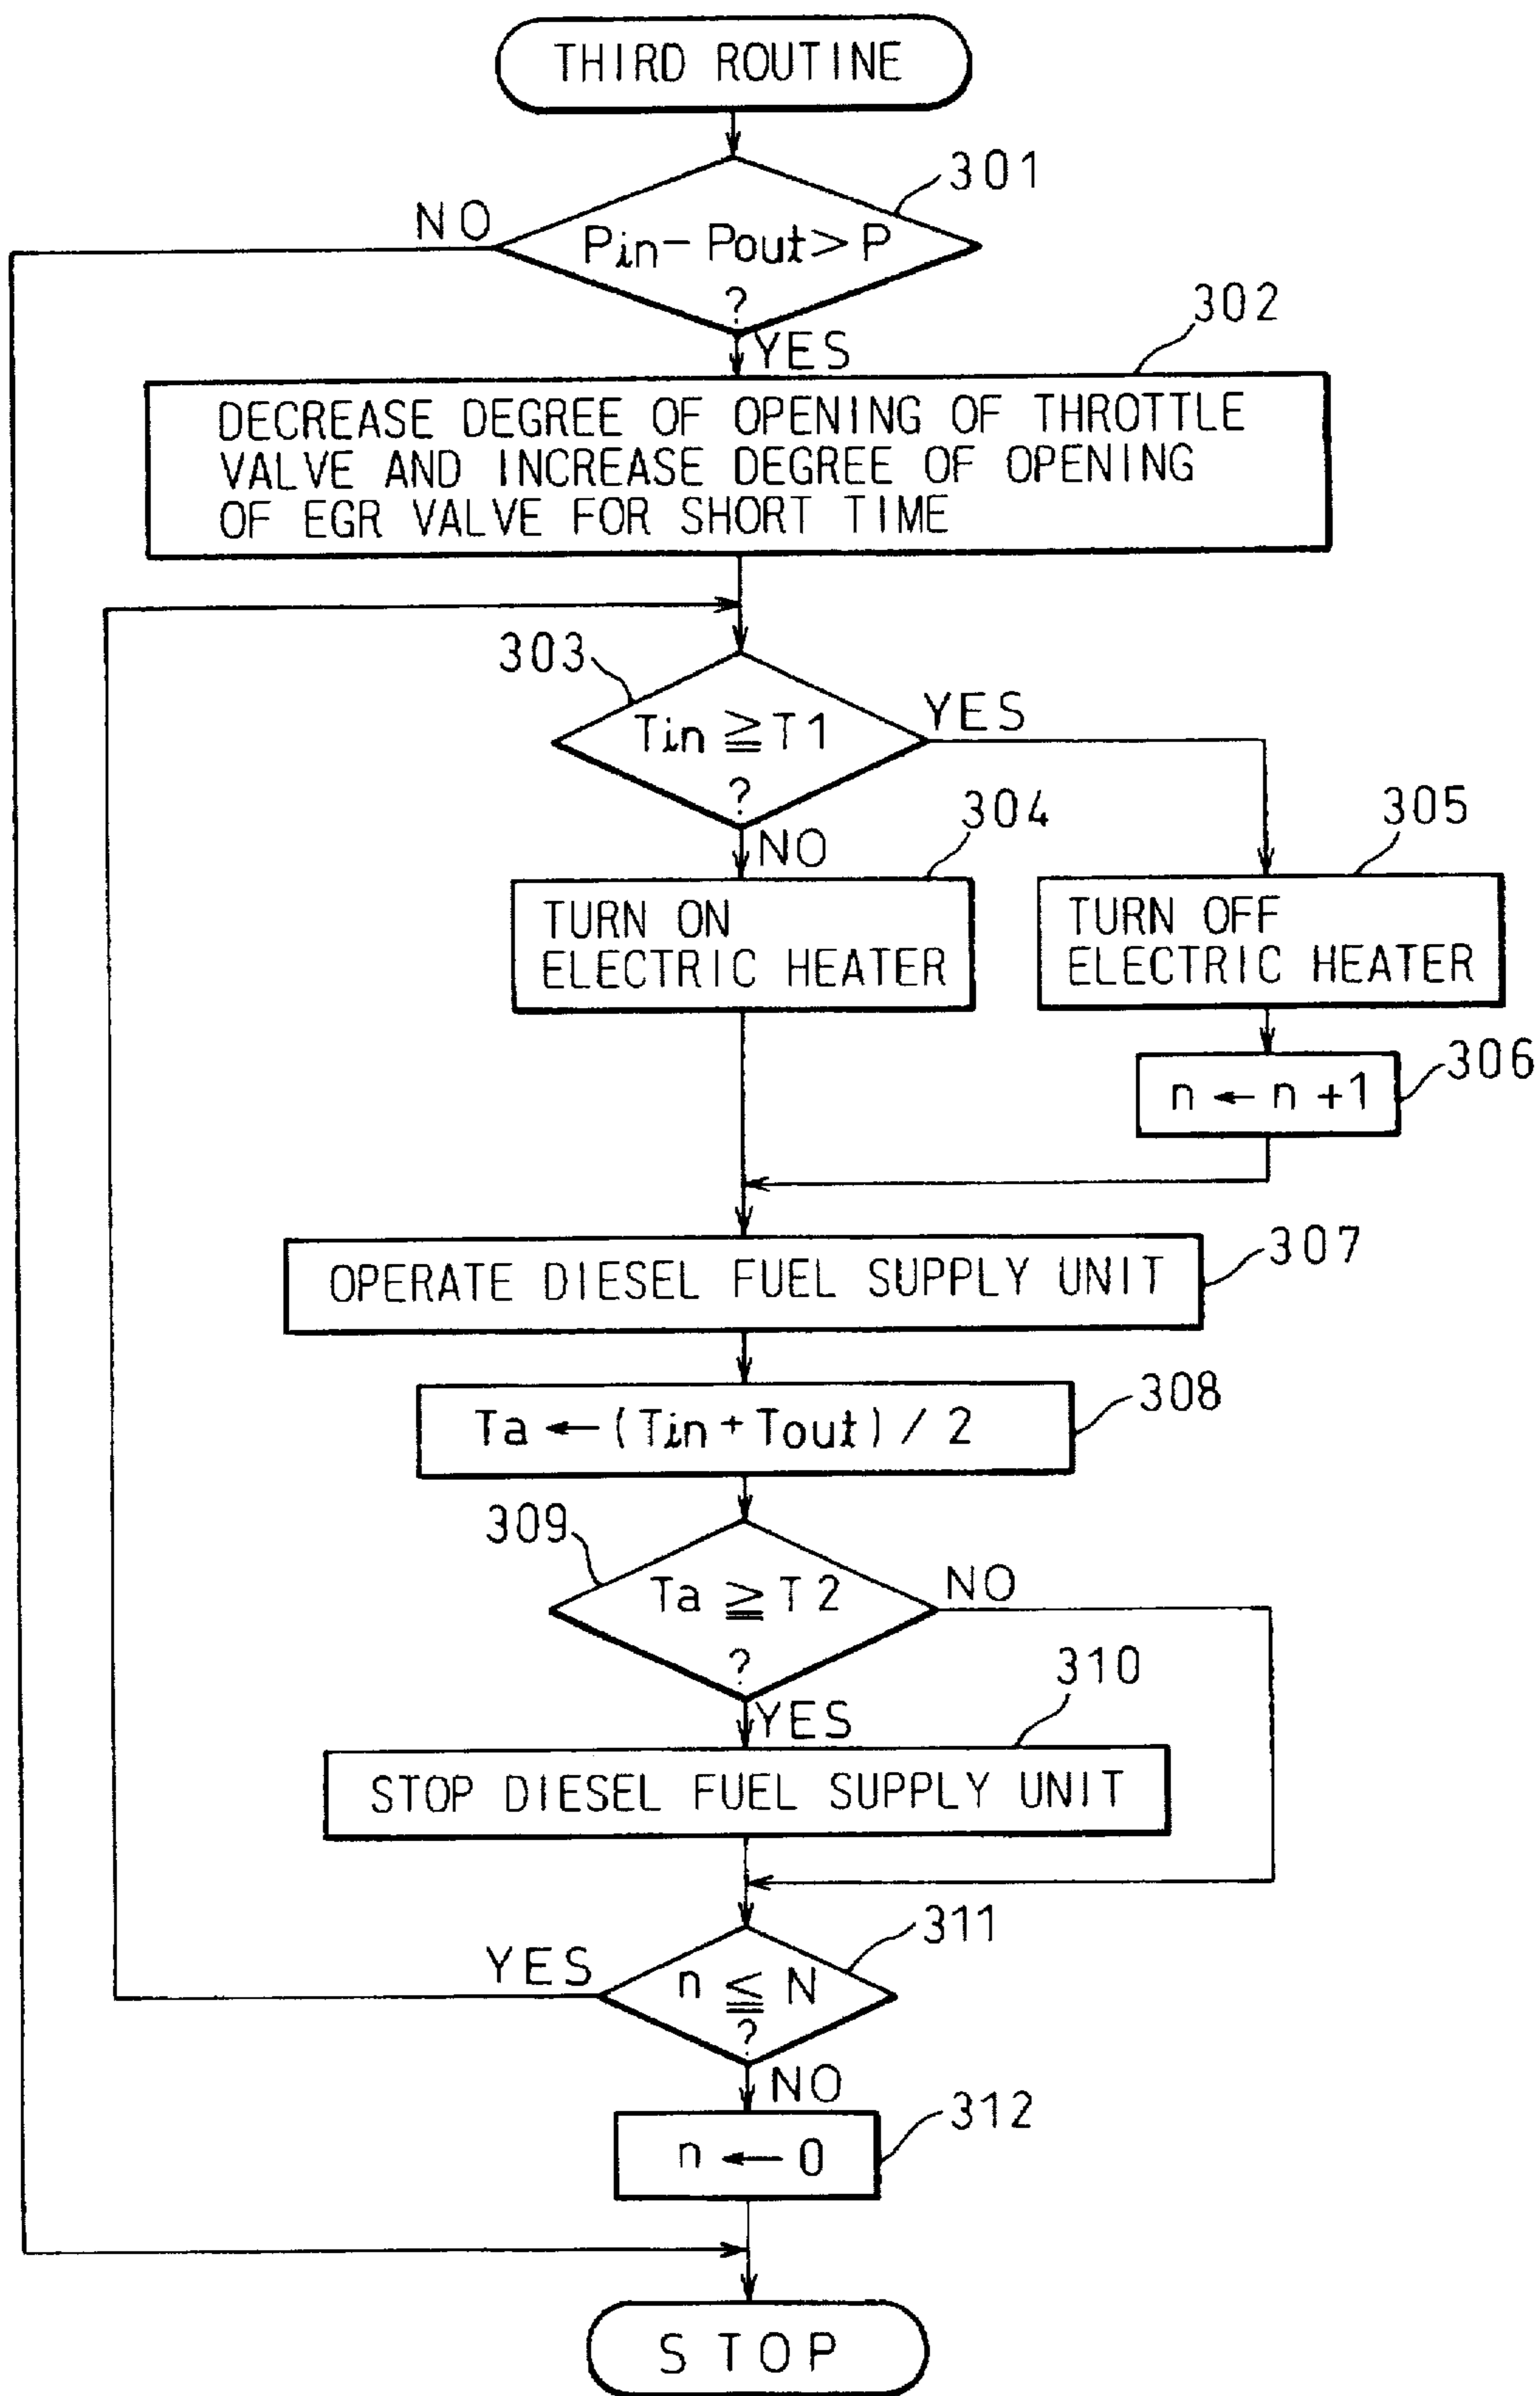 THIRD ROUTINE
301
NO
Pin-Pout>P
?
302
YES
DECREASE DEGREE OF OPENING OF THROTTLE
VALVE AND INCREASE DEGREE OF OPENING
OF EGR VALVE FOR SHORT TIME
303
YES
Tin ≧ T1
?
NO
304
305
TURN ON
ELECTRIC HEATER
TURN OFF
ELECTRIC HEATER
306
n ← n +1
307
OPERATE DIESEL FUEL SUPPLY UNIT
308
Ta ← (Tin + Tout) / 2
309
NO
Ta ≧ T2
?
310
YES
STOP DIESEL FUEL SUPPLY UNIT
311
YES
n ≦ N
?
NO
312
n ← 0
STOP